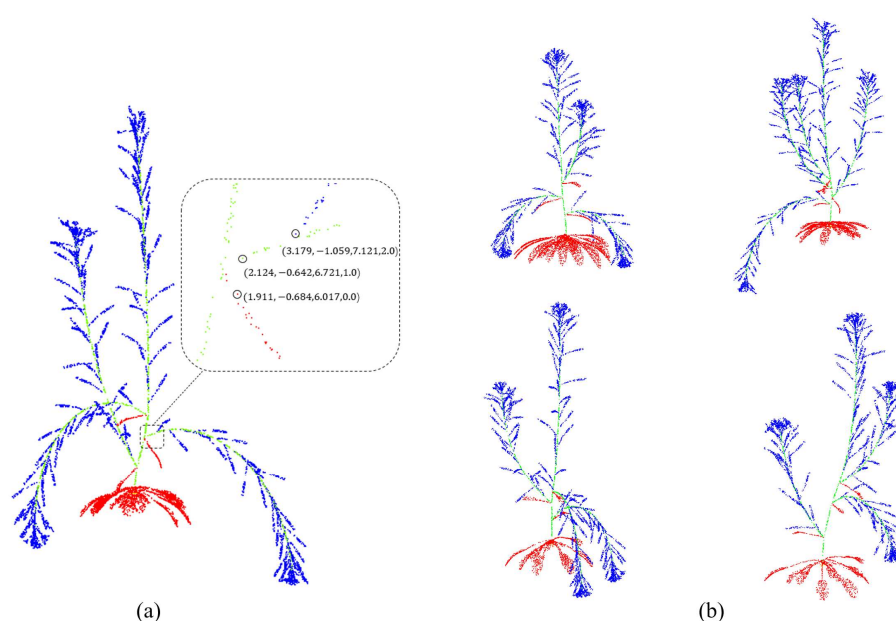 (3.179, −1.059,7.121,2.0)
(2.124, −0.642,6.721,1.0)
(1.911, −0.684,6.017,0.0)
(a)
(b)